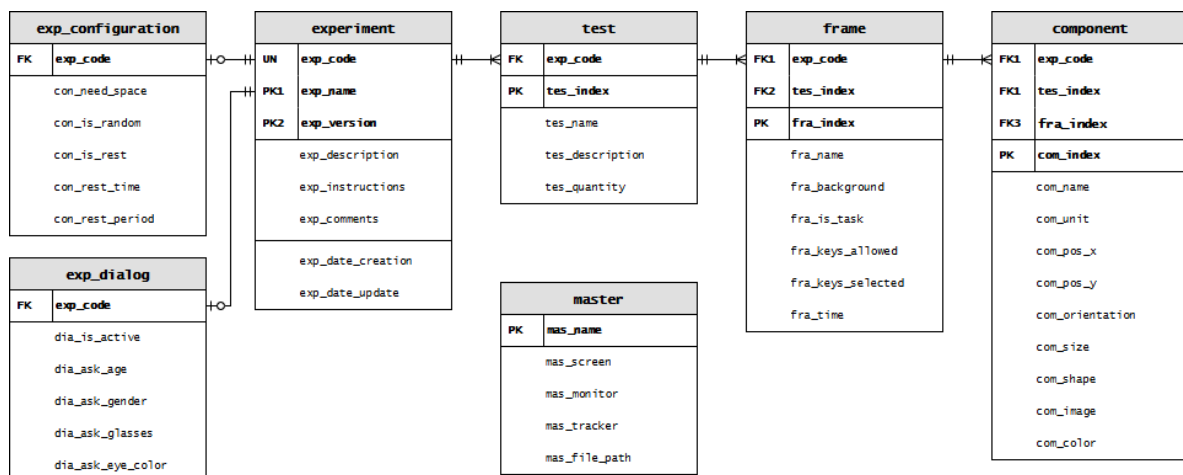 exp_configuration
FK exp_code
con_need_space
con_is_random
con_is_rest
con_rest_time
con_rest_period
exp_dialog
FK exp_code
dia_is_active
dia_ask_age
dia_ask_gender
dia_ask_glasses
dia_ask_eye_color
experiment
UN exp_code
PK1 exp_name
PK2 exp_version
exp_description
exp_instructions
exp_comments
exp_date_creation
exp_date_update
test
FK exp_code
PK tes_index
tes_name
tes_description
tes_quantity
master
PK mas_name
mas_screen
mas_monitor
mas_tracker
mas_file_path
frame
FK1 exp_code
FK2 tes_index
PK fra_index
fra_name
fra_background
fra_is_task
fra_keys_allowed
fra_keys_selected
fra_time
component
FK1 exp_code
FK1 tes_index
FK3 fra_index
PK com_index
com_name
com_unit
com_pos_x
com_pos_y
com_orientation
com_size
com_shape
com_image
com_color